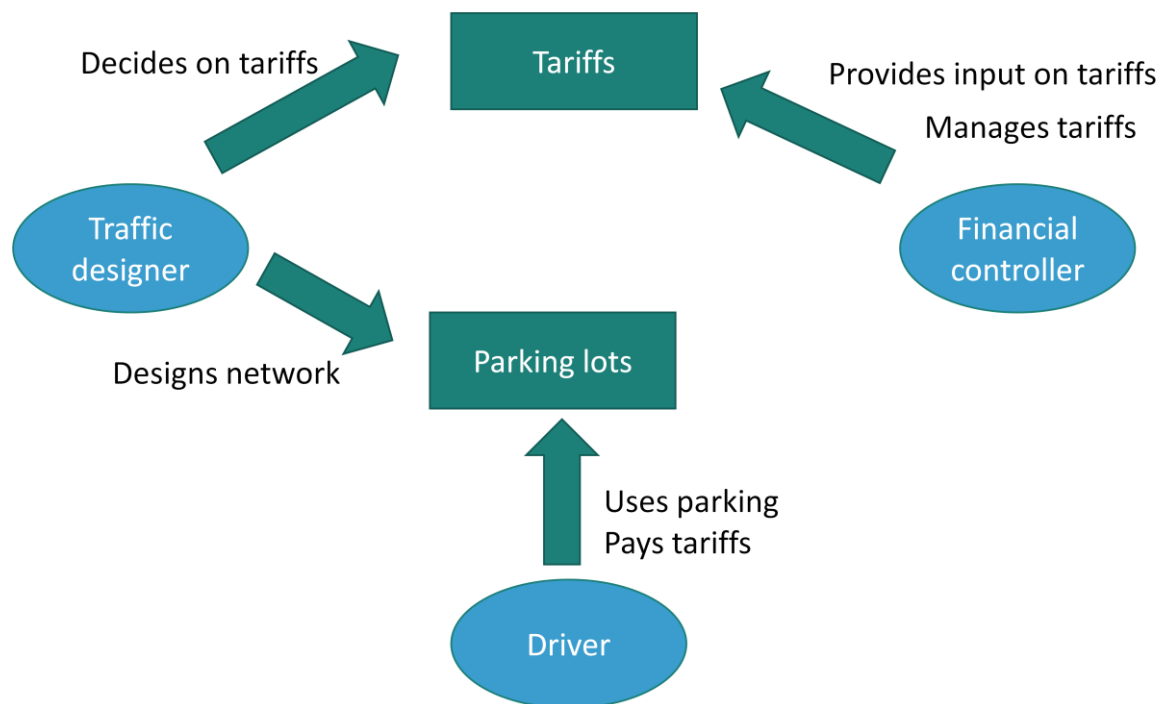 Decides on tariffs
Tariffs
Provides input on tariffs
Manages tariffs
Traffic
designer
Financial
controller
Designs network
Parking lots
Uses parking
Pays tariffs
Driver